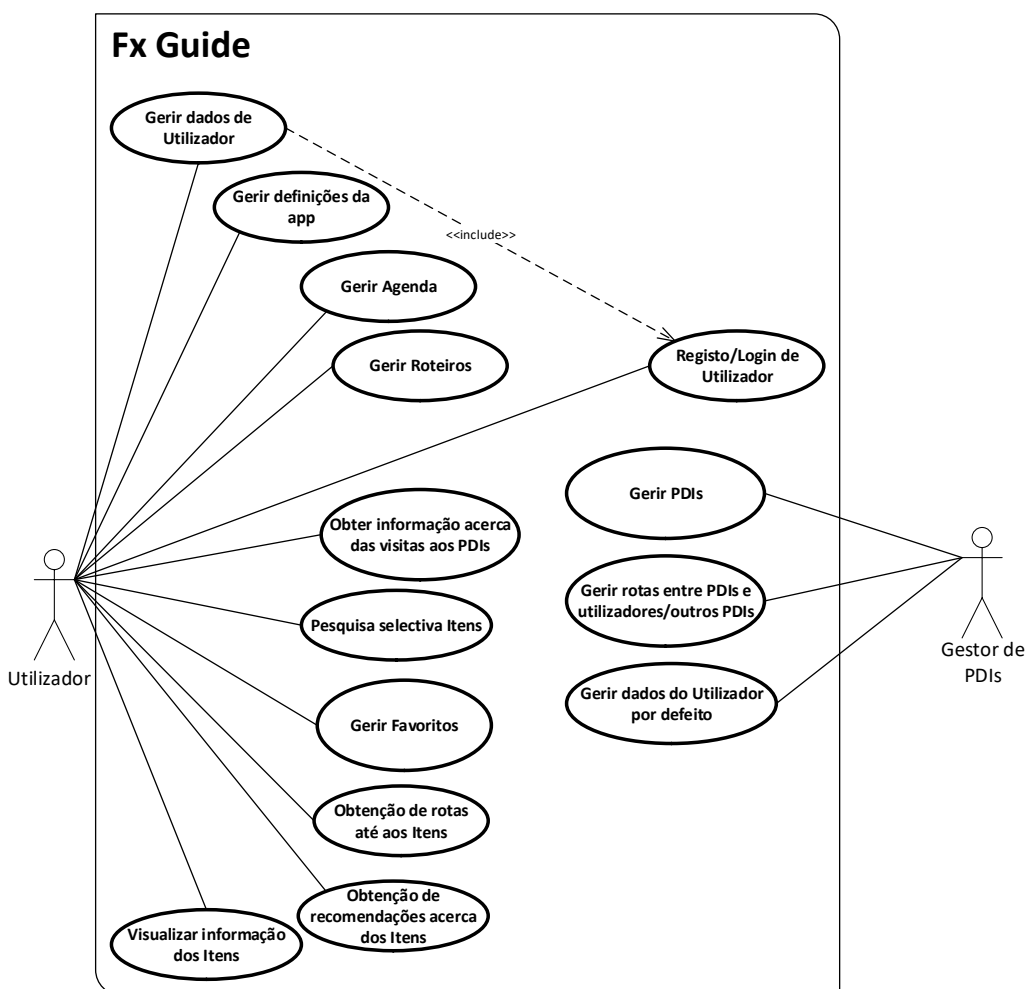 Fx Guide
Gerir dados de
Utilizador
Gerir definições da
app
<<include>>
Gerir Agenda
Gerir Roteiros
Registo/Login de
Utilizador
Gerir PDIs
Obter informação acerca
das visitas aos PDIs
Gerir rotas entre PDIs e
utilizadores/outros PDIs
Pesquisa selectiva Itens
Utilizador
Gestor de
PDIs
Gerir dados do Utilizador
por defeito
Gerir Favoritos
Obtenção de rotas
até aos Itens
Obtenção de
recomendações acerca
dos Itens
Visualizar informação
dos Itens